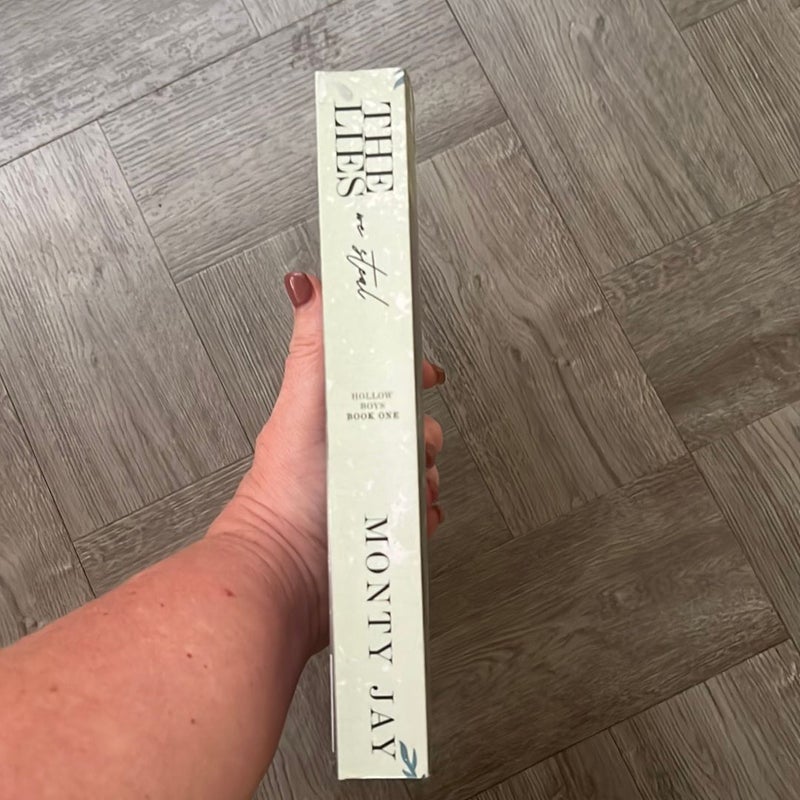 THE
LIES
we steal
HOLLOW
BOYS
BOOK ONE
MONTY JAY